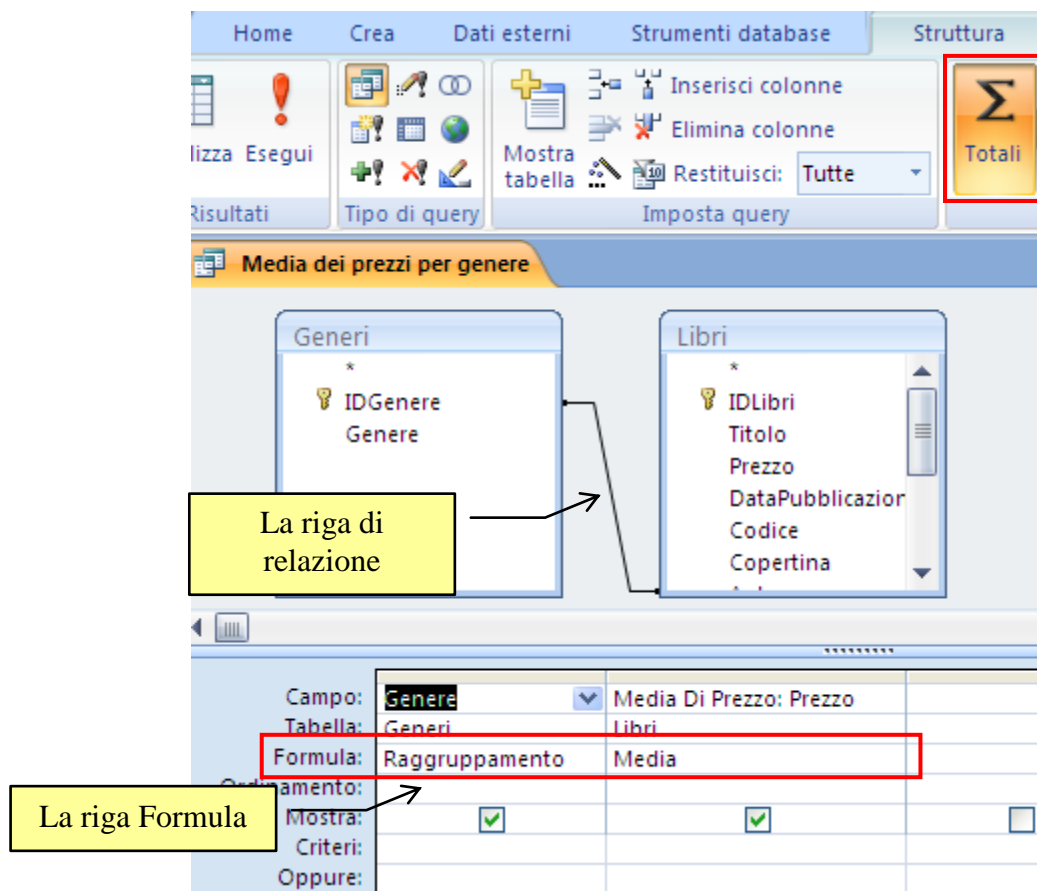 Home Crea Dati esterni Strumenti database Struttura
Inserisci colonne
Elimina colonne
lizza Esegui Mostra tabella Restituisci: Tutte Totali
Risultati Tipo di query Imposta query
Media dei prezzi per genere
Generi
*
IDGenere
Genere
Libri
*
IDLibri
Titolo
Prezzo
DataPubblicazion
Codice
Copertina
La riga di
relazione
Campo: Genere Media Di Prezzo: Prezzo
Tabella: Generi Libri
Formula: Raggruppamento Media
Ordinamento:
Mostra:
Criteri:
Oppure:
La riga Formula